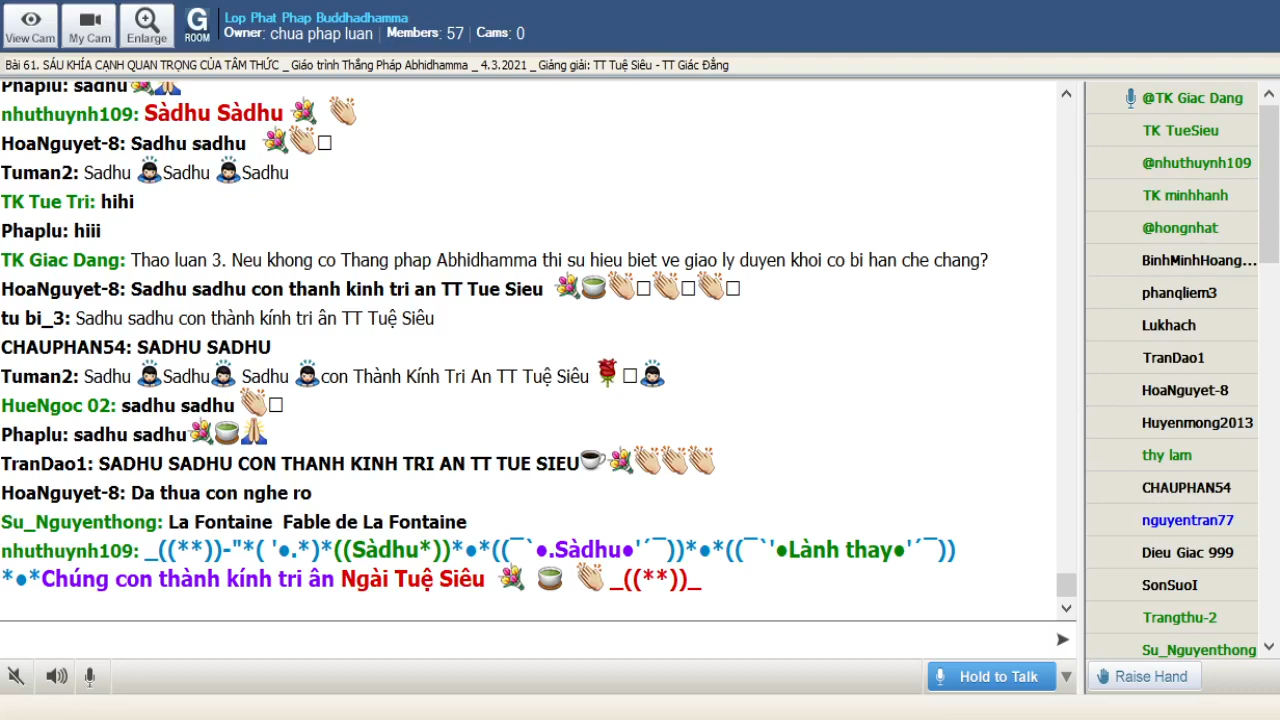 View Cam
My Cam
Enlarge
G
ROOM
Lop Phat Phap Buddhadhamma
Owner: chua phap luan Members: 57 Cams: 0
Bài 61. SÁU KHÍA CẠNH QUAN TRỌNG CỦA TÂM THỨC _ Giáo trình Thắng Pháp Abhidhamma _ 4.3.2021 _ Giảng giải: TT Tuệ Siêu - TT Giác Đẳng
Phaplu: sadhu
nhuthuynh109: Sàdhu Sàdhu
HoaNguyet-8: Sadhu sadhu
Tuman2: Sadhu Sadhu Sadhu
TK Tue Tri: hihi
Phaplu: hiii
TK Giac Dang: Thao luan 3. Neu khong co Thang phap Abhidhamma thi su hieu biet ve giao ly duyen khoi co bi han che chang?
HoaNguyet-8: Sadhu sadhu con thanh kinh tri an TT Tue Sieu
tu bi_3: Sadhu sadhu con thành kính tri ân TT Tuệ Siêu
CHAUPHAN54: SADHU SADHU
Tuman2: Sadhu Sadhu Sadhu con Thành Kính Tri An TT Tuệ Siêu
HueNgoc 02: sadhu sadhu
Phaplu: sadhu sadhu
TranDao1: SADHU SADHU CON THANH KINH TRI AN TT TUE SIEU
HoaNguyet-8: Da thua con nghe ro
Su_Nguyenthong: La Fontaine Fable de La Fontaine
nhuthuynh109: _((**))-"*( '●.*)*((Sàdhu*))*●*((¯`●.Sàdhu●'´¯))*●*((¯`'●Lành thay●'´¯))
*●*Chúng con thành kính tri ân Ngài Tuệ Siêu _((**))_
@TK Giac Dang
TK TueSieu
@nhuthuynh109
TK minhhanh
@hongnhat
BinhMinhHoang...
phanqliem3
Lukhach
TranDao1
HoaNguyet-8
Huyenmong2013
thy lam
CHAUPHAN54
nguyentran77
Dieu Giac 999
SonSuoI
Trangthu-2
Su_Nguyenthong
Hold to Talk
Raise Hand